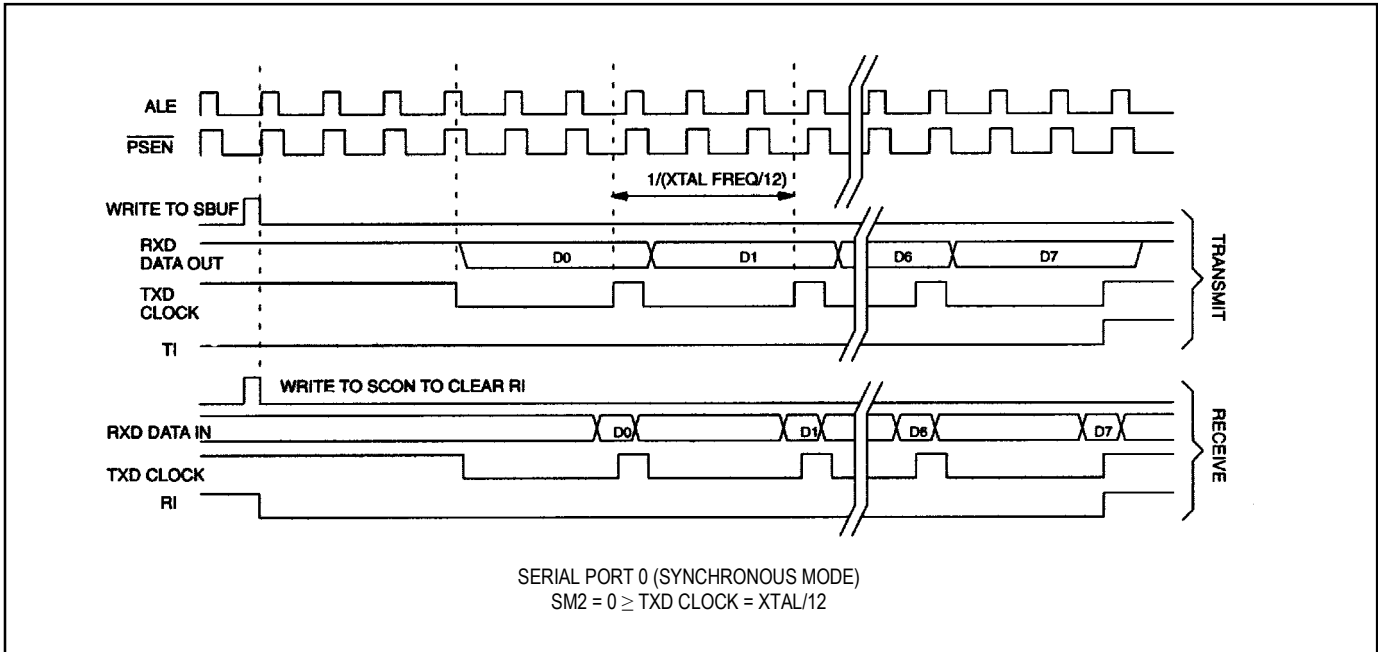 ALE
PSEN
1/(XTAL FREQ/12)
WRITE TO SBUF
RXD
DATA OUT
D0 D1 D6 D7
TXD
CLOCK
TI
TRANSMIT
WRITE TO SCON TO CLEAR RI
RXD DATA IN
D0 D1 D6 D7
TXD CLOCK
RI
RECEIVE
SERIAL PORT 0 (SYNCHRONOUS MODE)
SM2 = 0 ≥ TXD CLOCK = XTAL/12